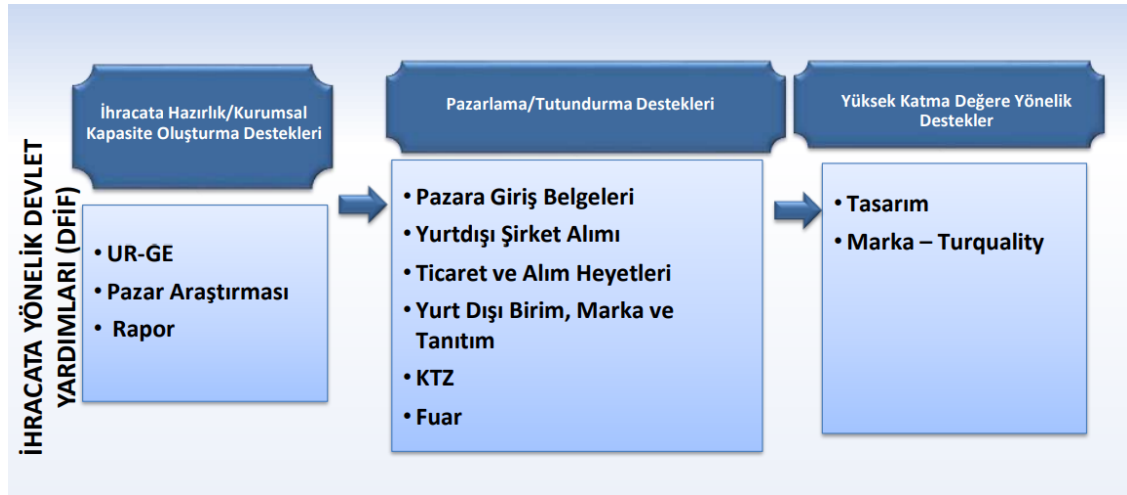 İHRACATA YÖNELİK DEVLET
YARDIMLARI (DFİF)
İhracata Hazırlık/Kurumsal
Kapasite Oluşturma Destekleri
• UR-GE
• Pazar Araştırması
• Rapor
Pazarlama/Tutundurma Destekleri
• Pazara Giriş Belgeleri
• Yurtdışı Şirket Alımı
• Ticaret ve Alım Heyetleri
• Yurt Dışı Birim, Marka ve
Tanıtım
• KTZ
• Fuar
Yüksek Katma Değere Yönelik
Destekler
• Tasarım
• Marka – Turquality